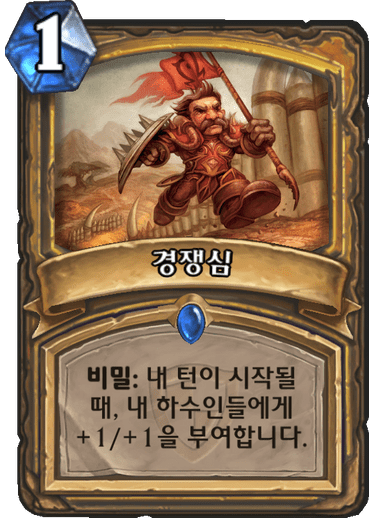 1
경쟁심
비밀: 내 턴이 시작될
때, 내 하수인들에게
+1/+1을 부여합니다.